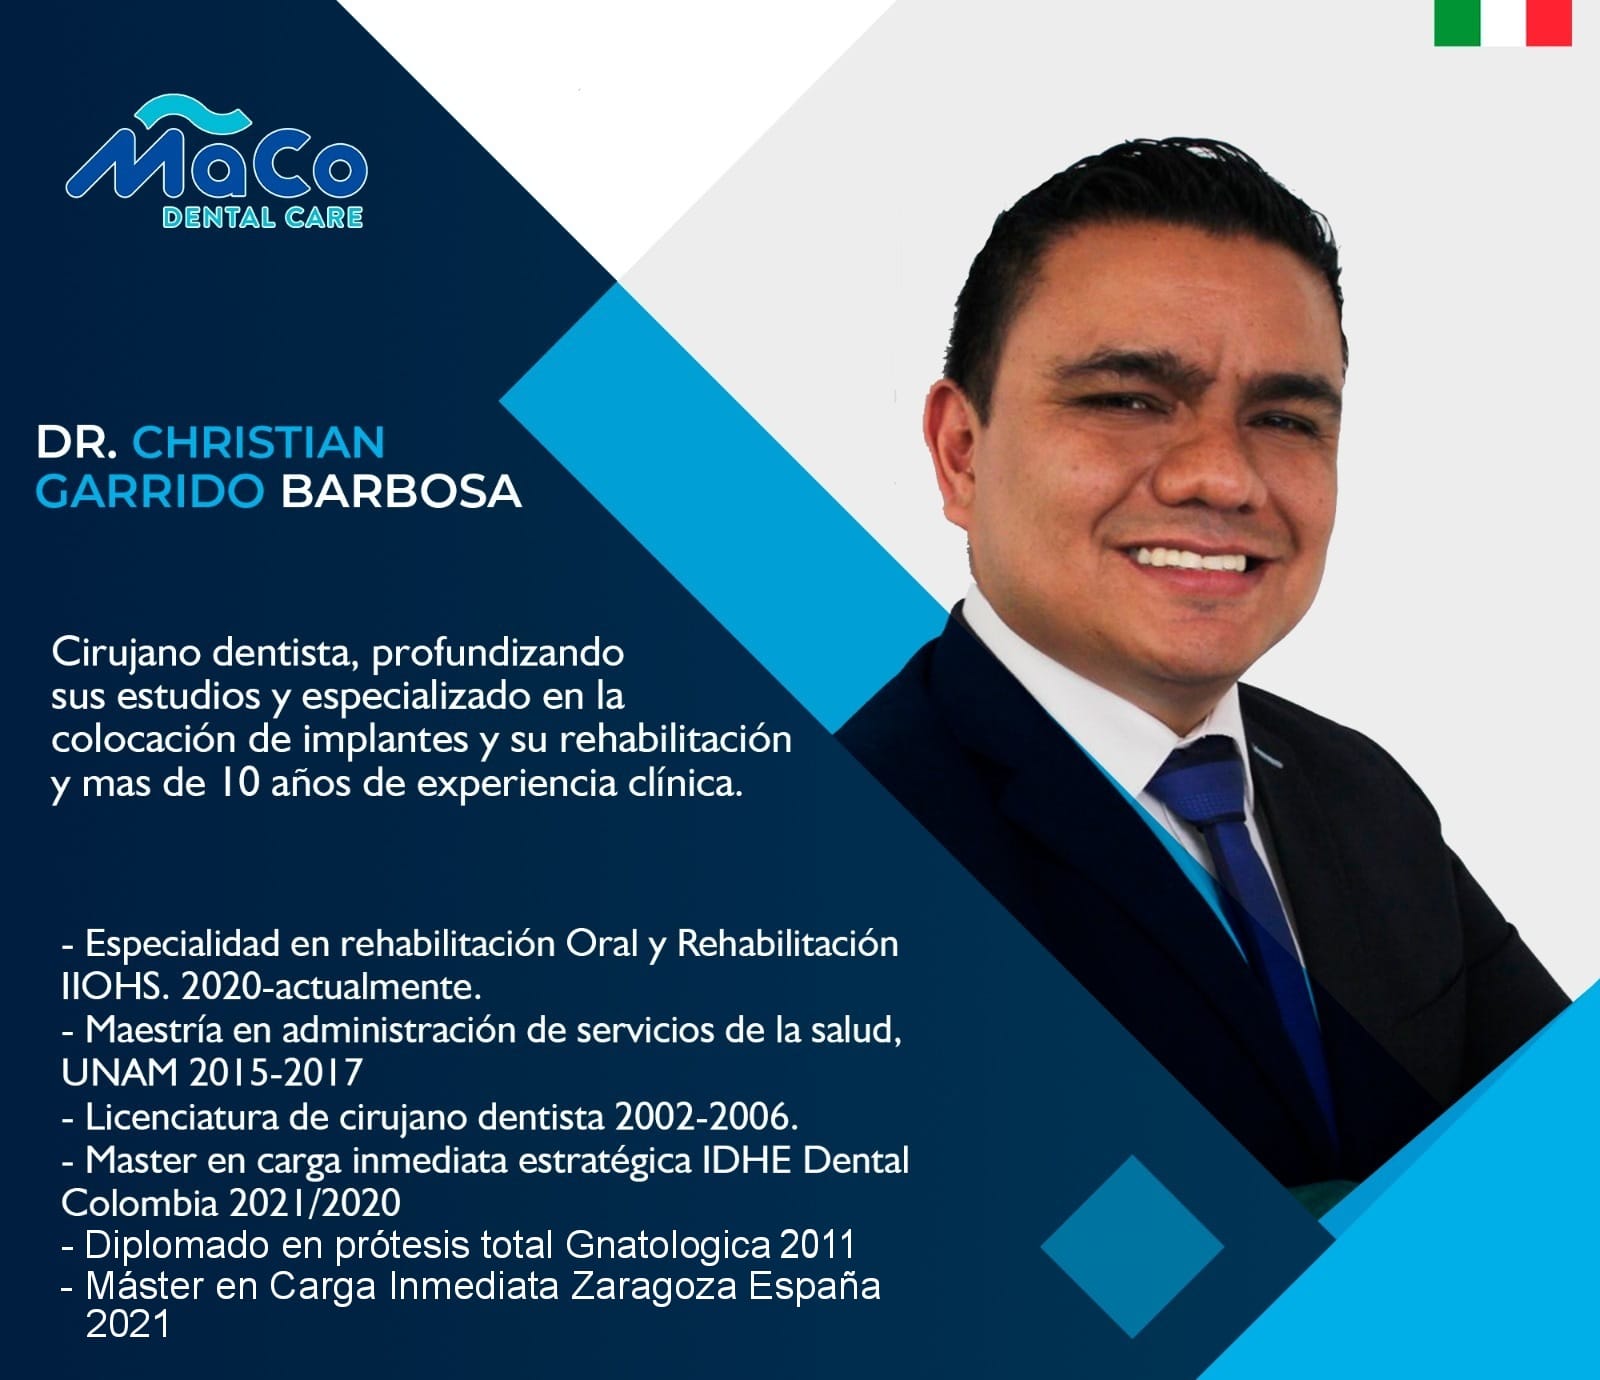 MaCo
DENTAL CARE
DR. CHRISTIAN
GARRIDO BARBOSA
Cirujano dentista, profundizando
sus estudios y especializado en la
colocación de implantes y su rehabilitación
y mas de 10 años de experiencia clínica.
- Especialidad en rehabilitación Oral y Rehabilitación
IIOHS. 2020-actualmente.
- Maestría en administración de servicios de la salud,
UNAM 2015-2017
- Licenciatura de cirujano dentista 2002-2006.
- Master en carga inmediata estratégica IDHE Dental
Colombia 2021/2020
- Diplomado en prótesis total Gnatologica 2011
- Máster en Carga Inmediata Zaragoza España
2021